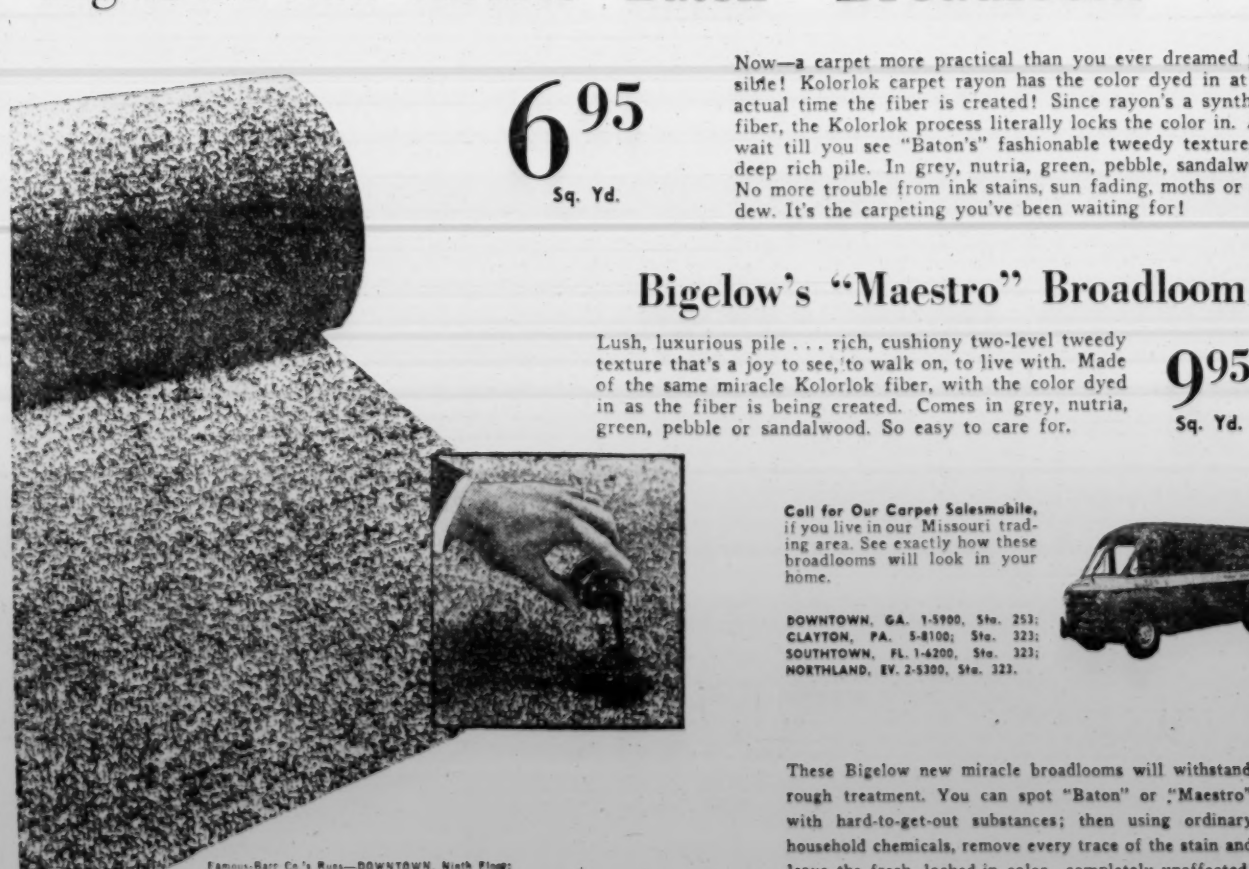 6 95
Sq. Yd.
Now—a carpet more practical than you ever dreamed
sible! Kolorlok carpet rayon has the color dyed in at
actual time the fiber is created! Since rayon's a synth
fiber, the Kolorlok process literally locks the color in.
wait till you see "Baton's" fashionable tweedy texture
deep rich pile. In grey, nutria, green, pebble, sandalw
No more trouble from ink stains, sun fading, moths or
dew. It's the carpeting you've been waiting for!
Bigelow's "Maestro" Broadloom
Lush, luxurious pile . . . rich, cushiony two-level tweedy
texture that's a joy to see, to walk on, to live with. Made
of the same miracle Kolorlok fiber, with the color dyed
in as the fiber is being created. Comes in grey, nutria,
green, pebble or sandalwood. So easy to care for.
9 95
Sq. Yd.
Call for Our Carpet Salesmobile,
if you live in our Missouri trad-
ing area. See exactly how these
broadlooms will look in your
home.
DOWNTOWN, GA. 1-5900, Sta. 253;
CLAYTON, PA. 5-8100; Sta. 323;
SOUTHTOWN, FL. 1-6200, Sta. 323;
NORTHLAND, EV. 2-5300, Sta. 323.
These Bigelow new miracle broadlooms will withstand
rough treatment. You can spot "Baton" or "Maestro"
with hard-to-get-out substances; then using ordinary
household chemicals, remove every trace of the stain and
Famous-Barr Co.'s Rugs—DOWNTOWN, Ninth Floor;